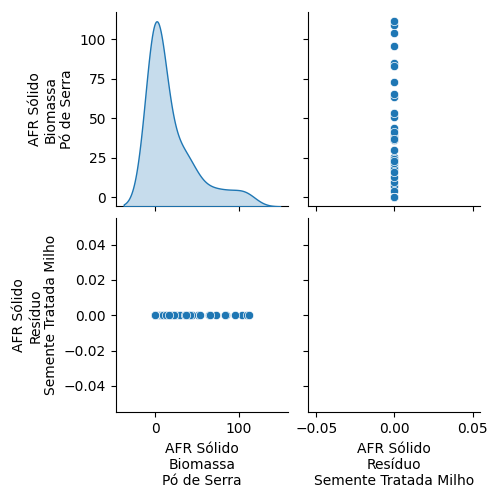 100
75
50
25
0
AFR Sólido
Biomassa
Pó de Serra
0.04
0.02
0.00
−0.02
−0.04
AFR Sólido
Resíduo
Semente Tratada Milho
0
100
AFR Sólido
Biomassa
Pó de Serra
−0.05
0.00
0.05
AFR Sólido
Resíduo
Semente Tratada Milho